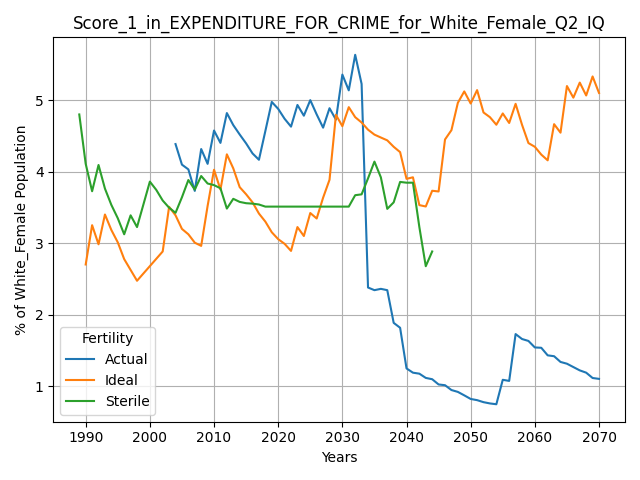 Score_1_in_EXPENDITURE_FOR_CRIME_for_White_Female_Q2_IQ
% of White_Female Population
5
4
3
2
1
Fertility
Actual
Ideal
Sterile
1990 2000 2010 2020 2030 2040 2050 2060 2070
Years